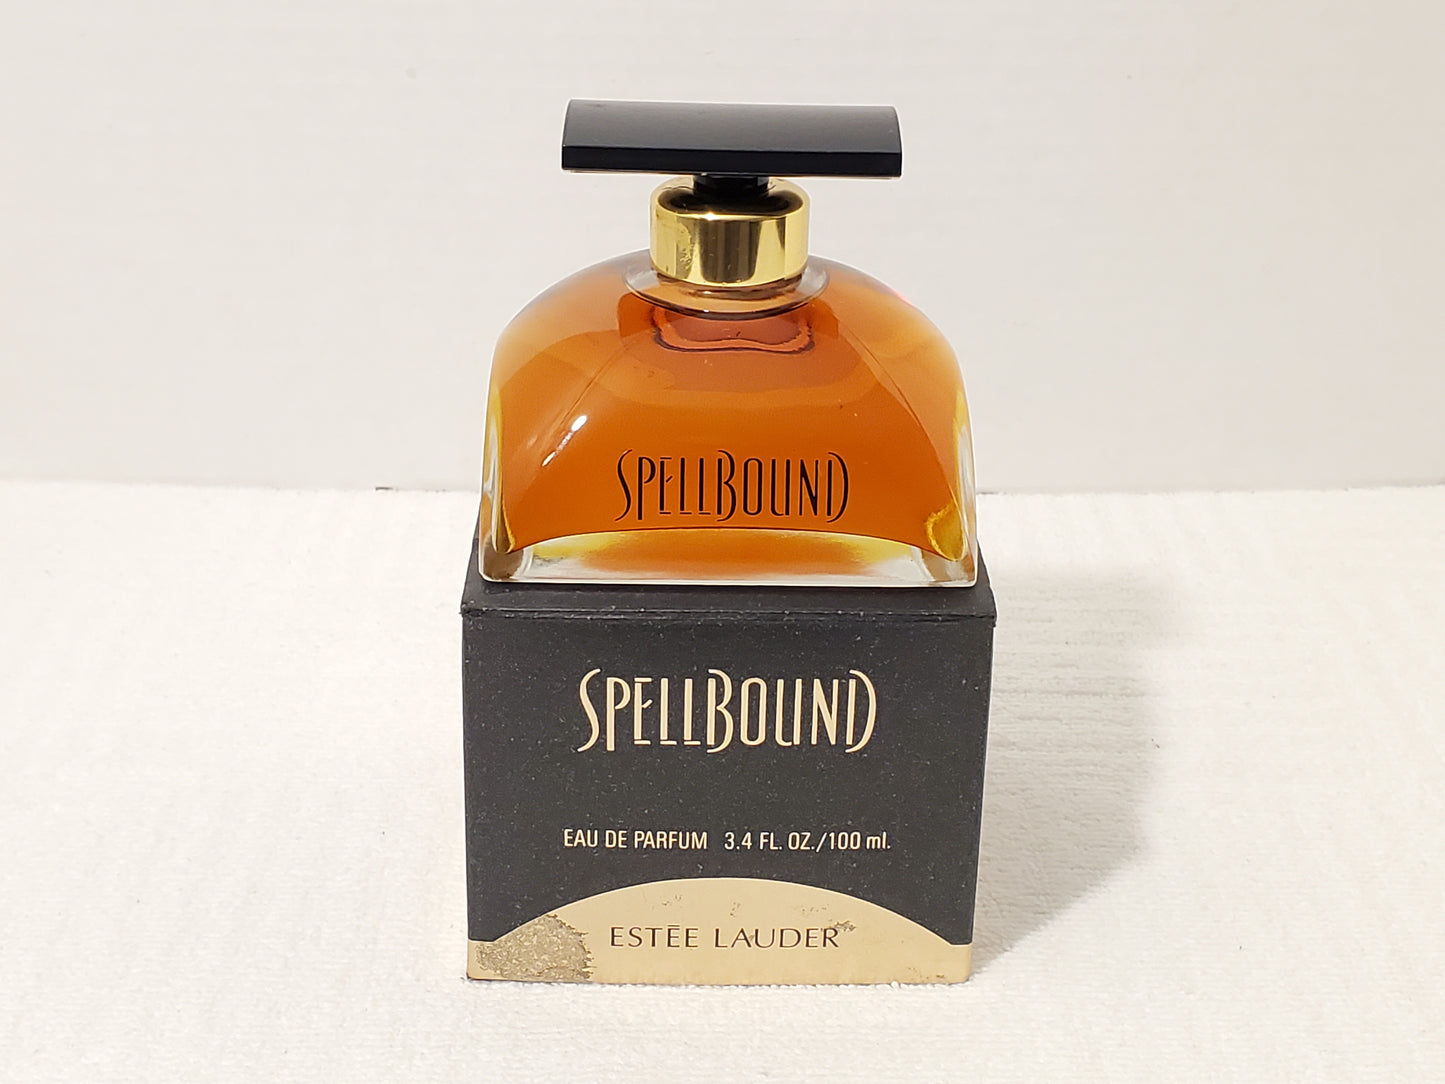 SPELLBOUND
SPELLBOUND
EAU DE PARFUM 3.4 FL. OZ./100 ml.
ESTĒE LAUDER